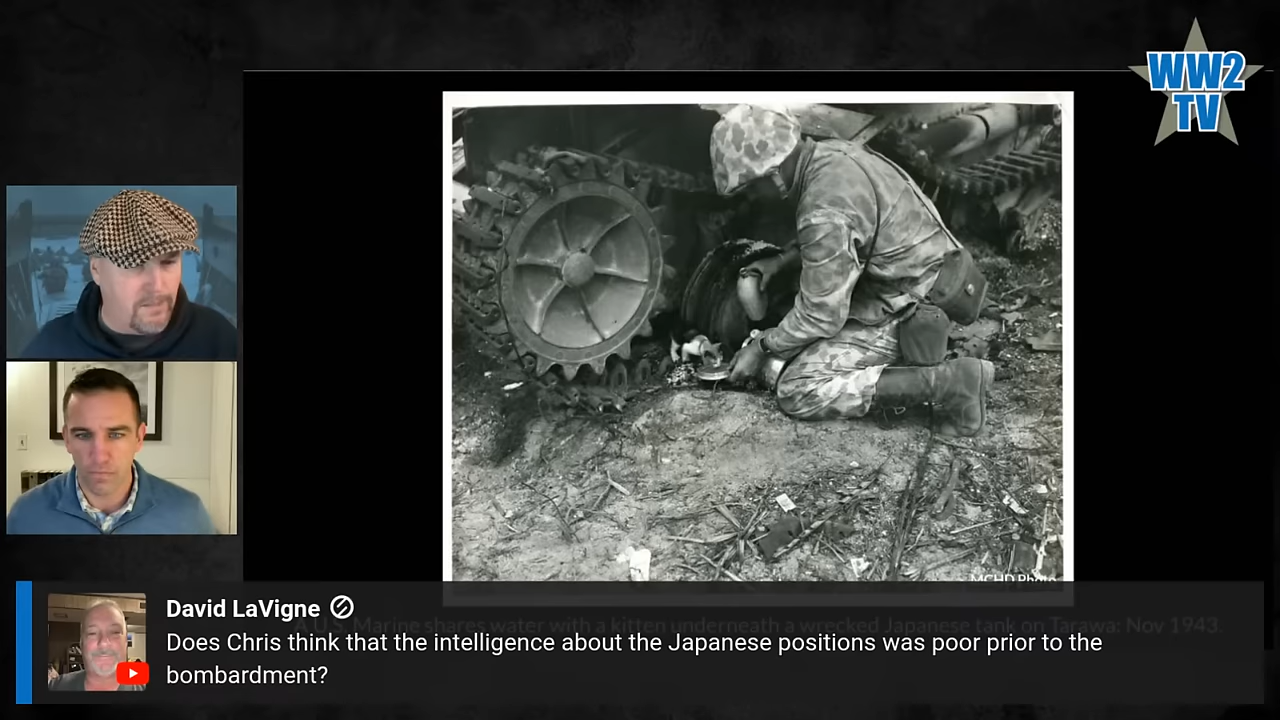 WW2
TV
MCHD Photo
A U.S. Marine shares water with a kitten underneath a wrecked Japanese tank on Tarawa: Nov 1943.
David LaVigne
Does Chris think that the intelligence about the Japanese positions was poor prior to the
bombardment?